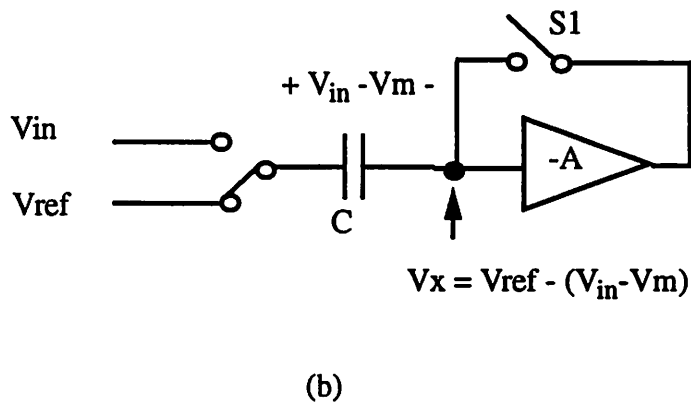 S1
+ Vin -Vm -
Vin
-A
Vref
C
Vx = Vref - (Vin-Vm)
(b)